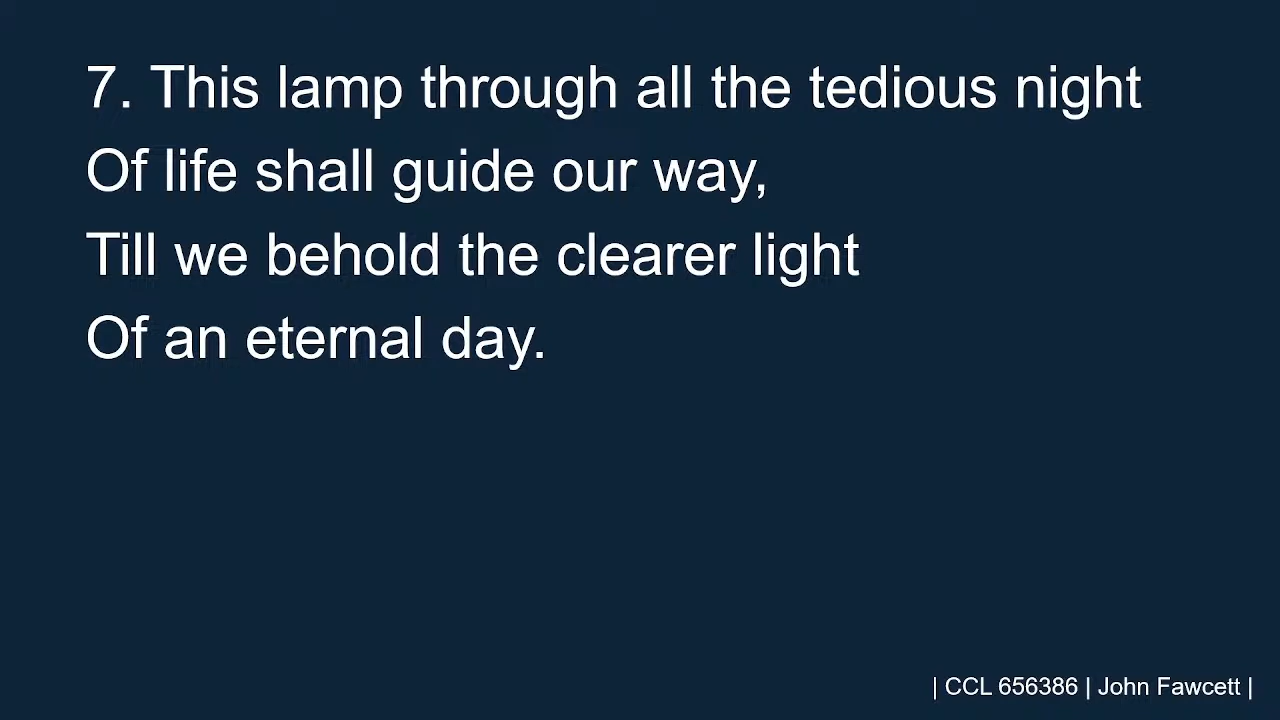 7. This lamp through all the tedious night
Of life shall guide our way,
Till we behold the clearer light
Of an eternal day.
| CCL 656386 | John Fawcett |